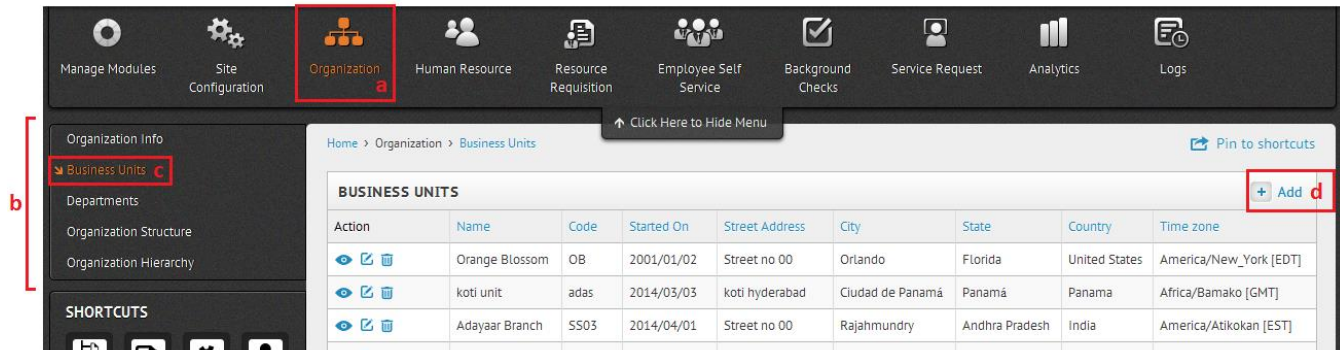 Manage Modules
Site
Configuration
Organization
a
Human Resource
Resource
Requisition
Employee Self
Service
Background
Checks
Service Request
Analytics
Logs
Click Here to Hide Menu
b
Organization Info
Business Units c
Departments
Organization Structure
Organization Hierarchy
SHORTCUTS
Home > Organization > Business Units
Pin to shortcuts
BUSINESS UNITS
+ Add d
Action Name Code Started On Street Address City State Country Time zone
Orange Blossom OB 2001/01/02 Street no 00 Orlando Florida United States America/New_York [EDT]
koti unit adas 2014/03/03 koti hyderabad Ciudad de Panamá Panamá Panama Africa/Bamako [GMT]
Adayaar Branch SS03 2014/04/01 Street no 00 Rajahmundry Andhra Pradesh India America/Atikokan [EST]